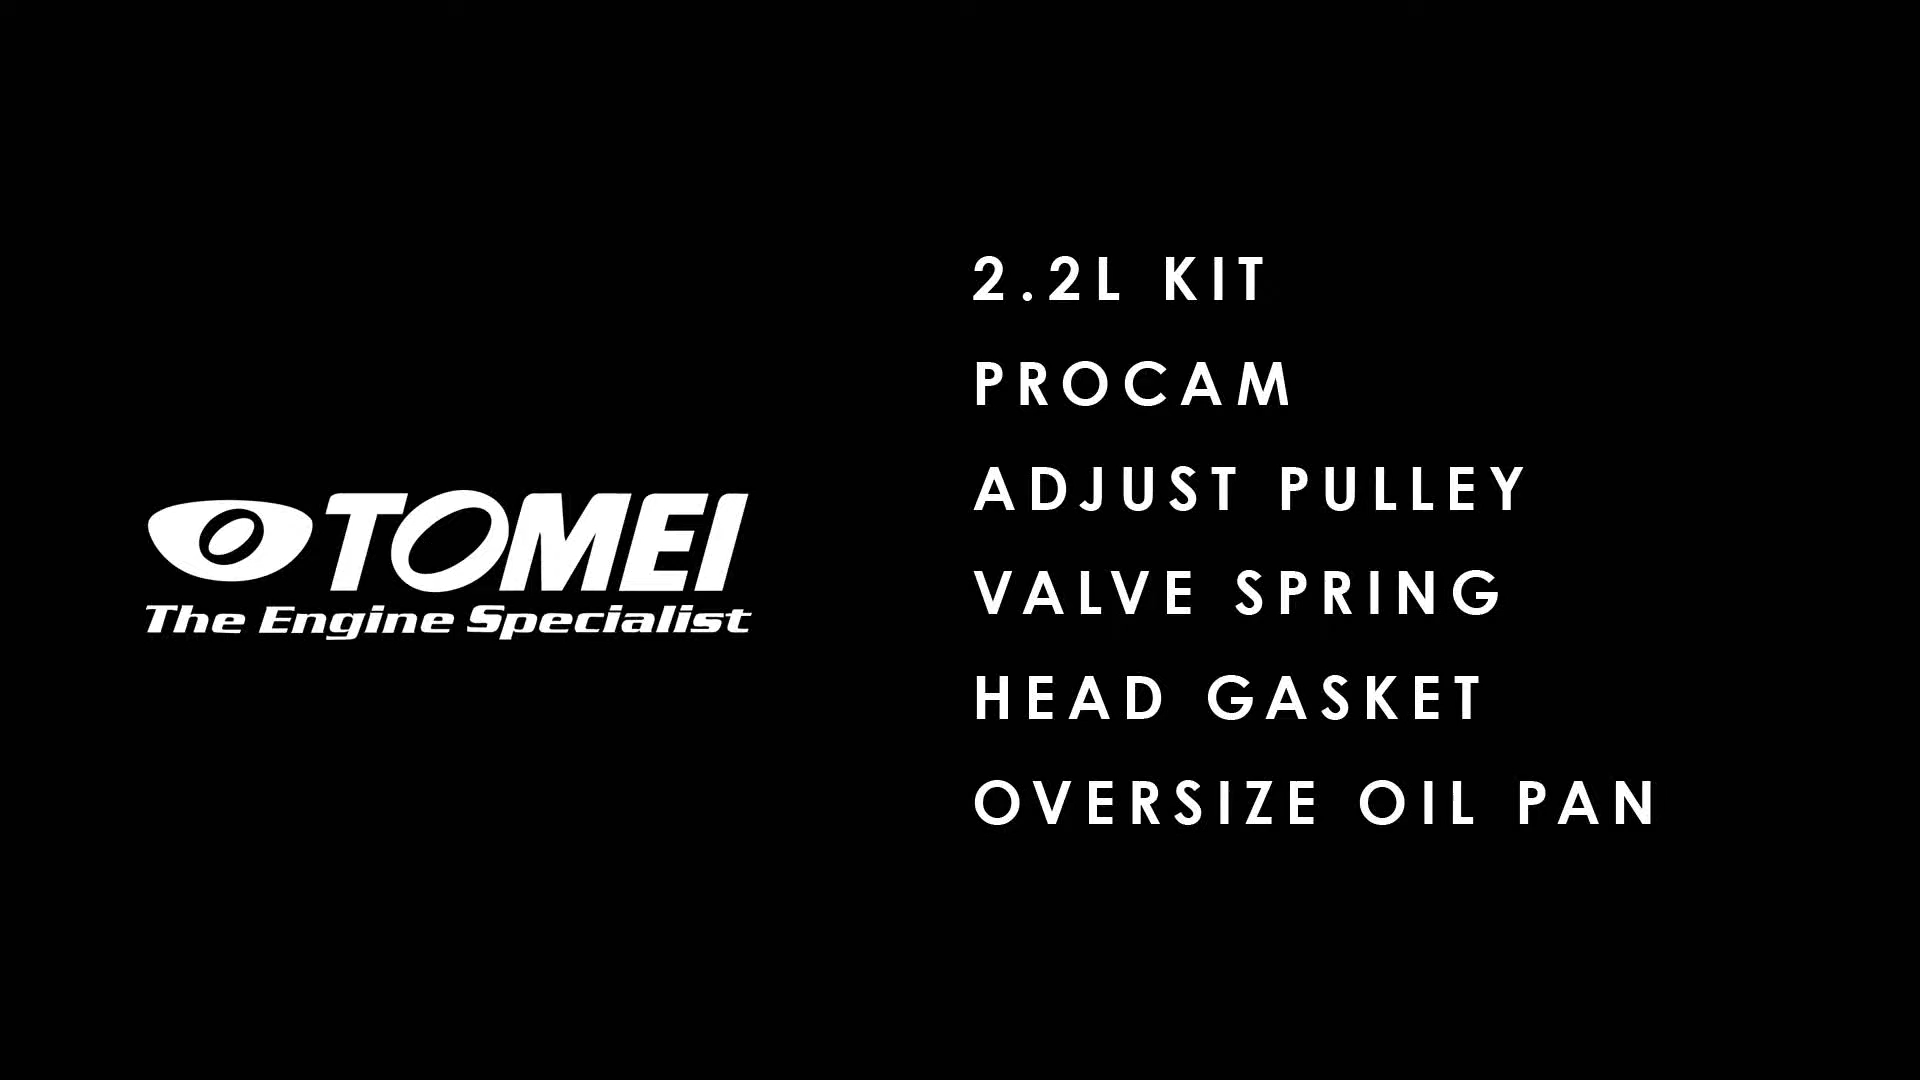 TOMEI
The Engine Specialist
2.2L KIT
PROCAM
ADJUST PULLEY
VALVE SPRING
HEAD GASKET
OVERSIZE OIL PAN